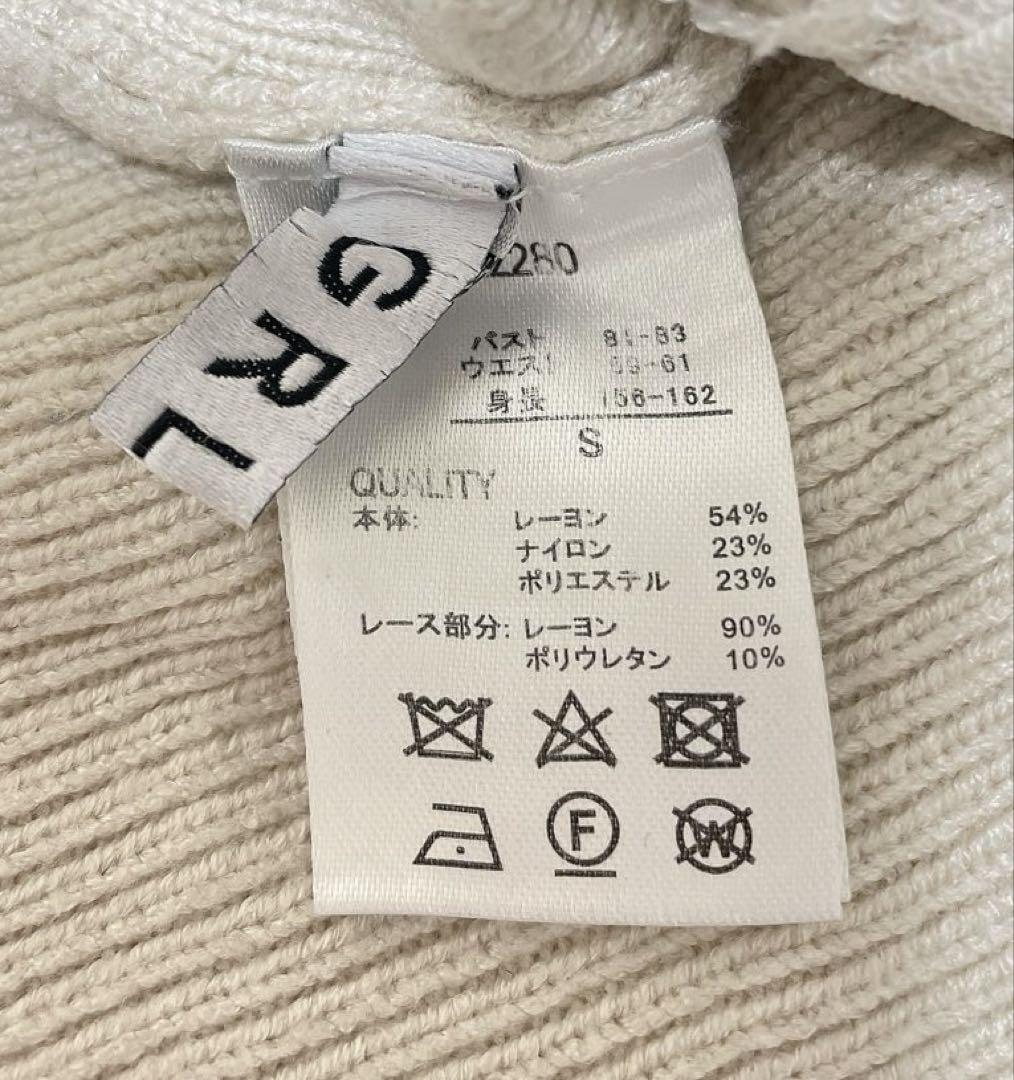 GRL
280
バスト 81-83
ウエスト 59-61
身長 156-162
S
QUALITY
本体: レーヨン 54%
ナイロン 23%
ポリエステル 23%
レース部分: レーヨン 90%
ポリウレタン 10%
F
W